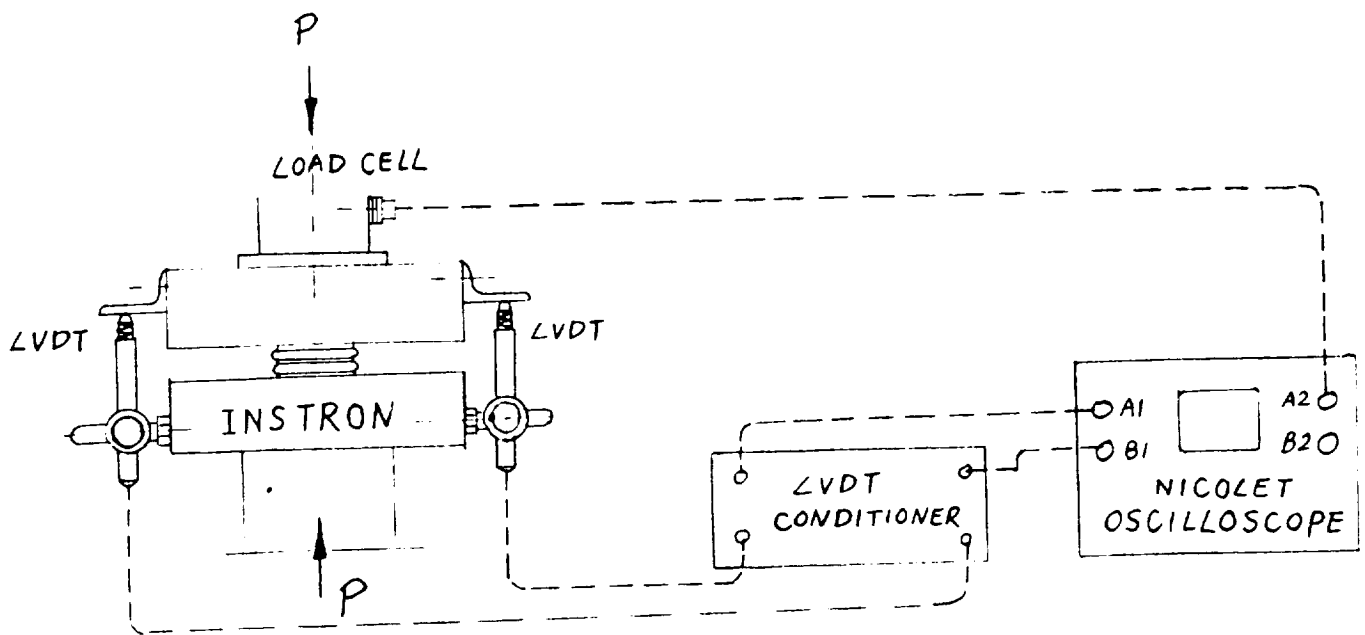 P
LOAD CELL
LVDT
LVDT
INSTRON
A1
A2
B1
B2
LVDT
CONDITIONER
NICOLET
OSCILLOSCOPE
P